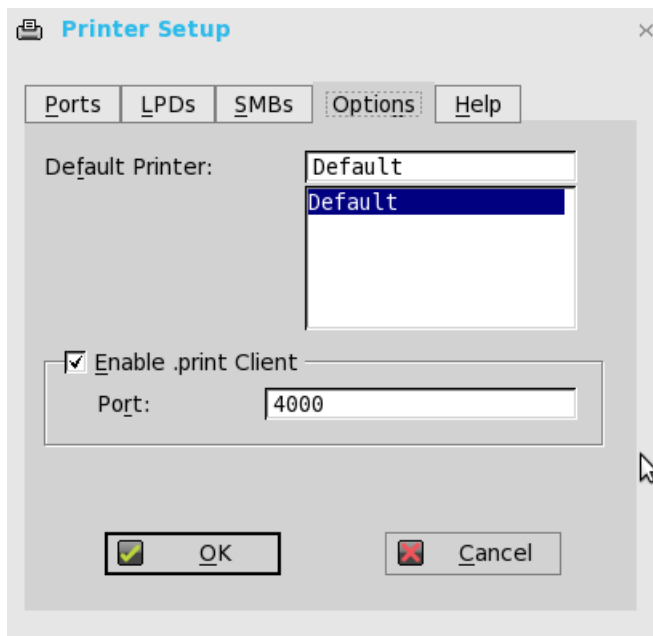 Printer Setup
Ports LPDs SMBs Options Help
Default Printer: Default
Default
Enable .print Client
Port: 4000
OK Cancel